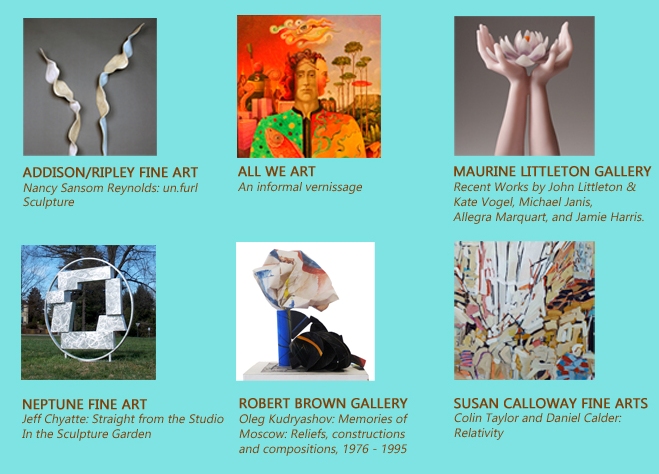 ADDISON/RIPLEY FINE ART
Nancy Sansom Reynolds: un.furl
Sculpture
ALL WE ART
An informal vernissage
MAURINE LITTLETON GALLERY
Recent Works by John Littleton &
Kate Vogel, Michael Janis,
Allegra Marquart, and Jamie Harris.
NEPTUNE FINE ART
Jeff Chyatte: Straight from the Studio
In the Sculpture Garden
ROBERT BROWN GALLERY
Oleg Kudryashov: Memories of
Moscow: Reliefs, constructions
and compositions, 1976 - 1995
SUSAN CALLOWAY FINE ARTS
Colin Taylor and Daniel Calder:
Relativity